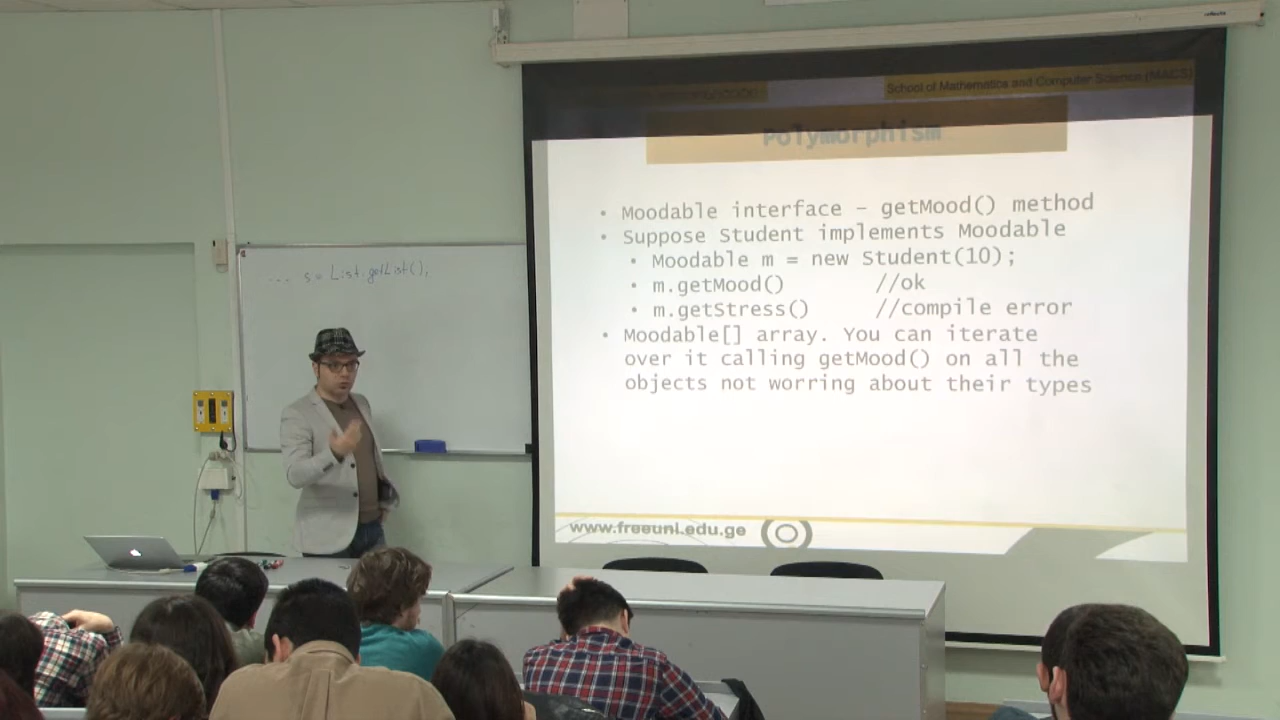 School of Mathematics and Computer Science (MACS)
Polymorphism
• Moodable interface – getMood() method
• Suppose Student implements Moodable
• Moodable m = new Student(10);
• m.getMood() //ok
• m.getStress() //compile error
• Moodable[] array. You can iterate
over it calling getMood() on all the
objects not worring about their types
www.freeuni.edu.ge
... s = List.getList();